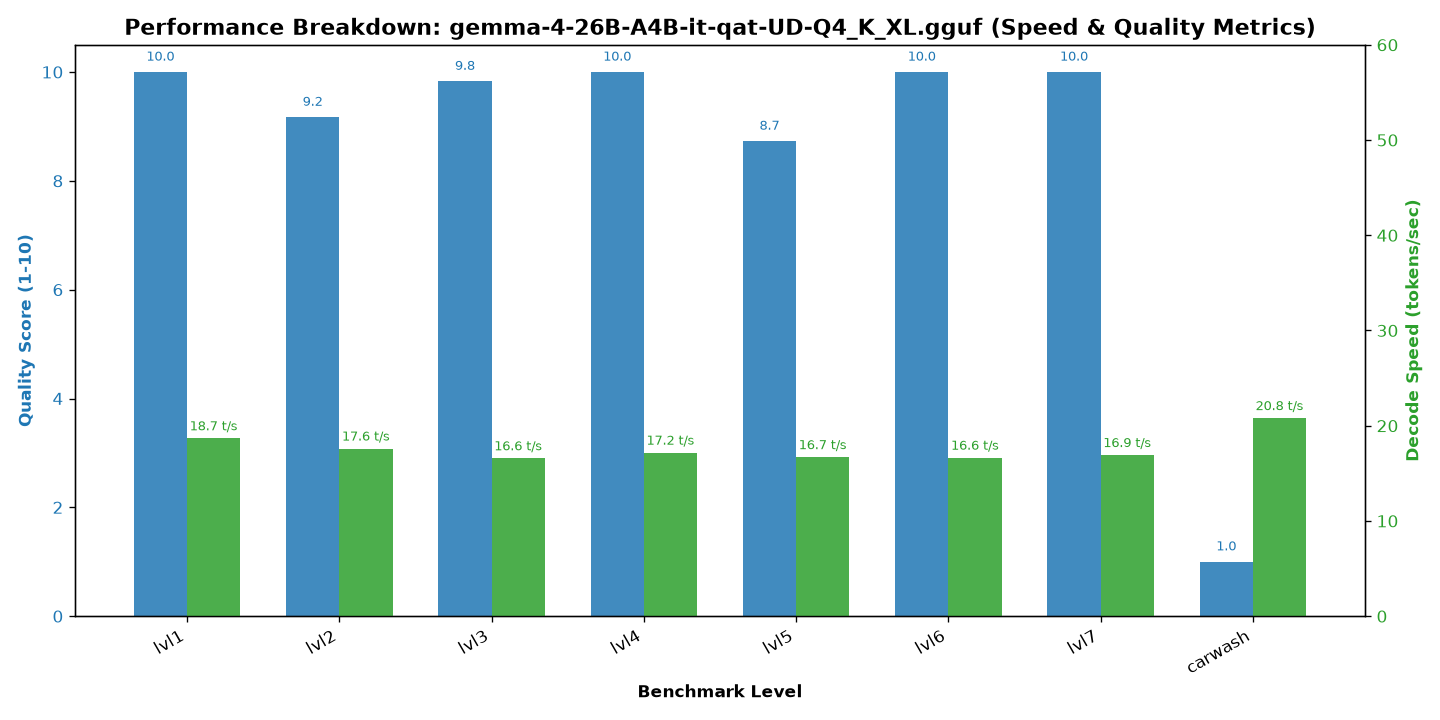 Performance Breakdown: gemma-4-26B-A4B-it-qat-UD-Q4_K_XL.gguf (Speed & Quality Metrics)
Quality Score (1-10)
10
8
6
4
2
0
10.0
9.2
9.8
10.0
8.7
10.0
10.0
1.0
18.7 t/s
17.6 t/s
16.6 t/s
17.2 t/s
16.7 t/s
16.6 t/s
16.9 t/s
20.8 t/s
60
50
40
30
20
10
0
Decode Speed (tokens/sec)
lvl1
lvl2
lvl3
lvl4
lvl5
lvl6
lvl7
carwash
Benchmark Level